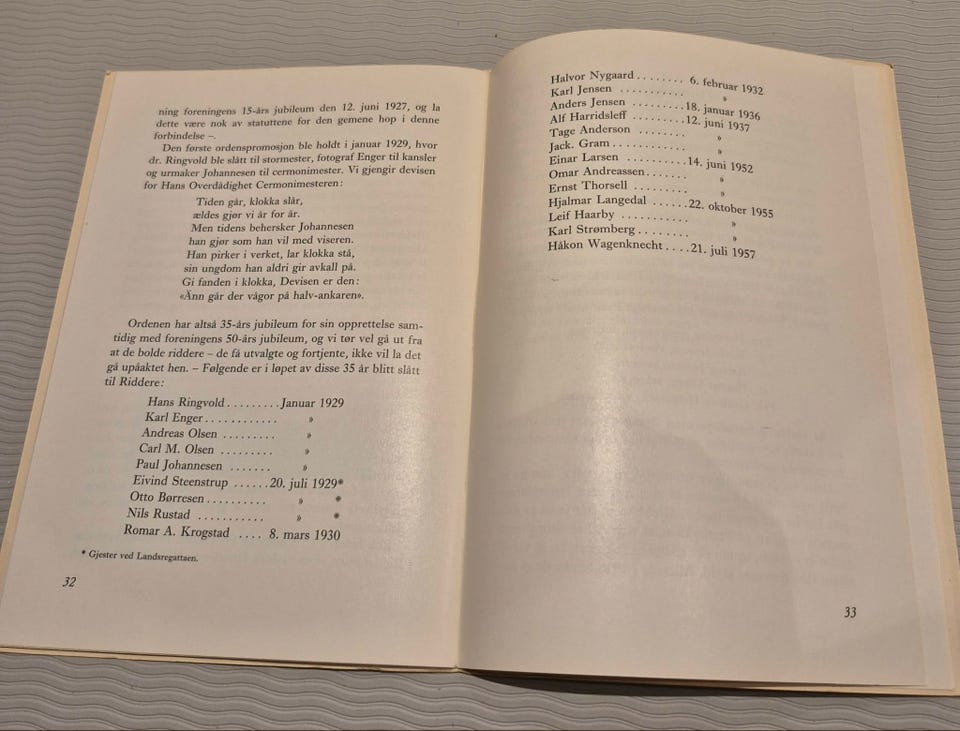 ning foreningens 15-års jubileum den 12. juni 1927, og la
dette være nok av statuttene for den gemene hop i denne
forbindelse –.
Den første ordenspromosjon ble holdt i januar 1929, hvor
dr. Ringvold ble slått til stormester, fotograf Enger til kansler
og urmaker Johannesen til cermonimester. Vi gjengir devisen
for Hans Overdådighet Cermonimesteren:
Tiden går, klokka slår,
ældes gjør vi år for år.
Men tidens behersker Johannesen
han gjør som han vil med viseren.
Han pirker i verket, lar klokka stå,
sin ungdom han aldri gir avkall på.
Gi fanden i klokka, Devisen er den:
«Änn går der vågor på halv-ankaren».
Ordenen har altså 35-års jubileum for sin opprettelse sam-
tidig med foreningens 50-års jubileum, og vi tør vel gå ut fra
at de bolde riddere – de få utvalgte og fortjente, ikke vil la det
gå upåaktet hen. – Følgende er i løpet av disse 35 år blitt slått
til Riddere:
Hans Ringvold ......... Januar 1929
Karl Enger ............ »
Andreas Olsen ......... »
Carl M. Olsen ......... »
Paul Johannesen ....... »
Eivind Steenstrup ...... 20. juli 1929*
Otto Børresen .......... » *
Nils Rustad ........... » *
Romar A. Krogstad .... 8. mars 1930
* Gjester ved Landsregattaen.
32
Halvor Nygaard ........ 6. februar 1932
Karl Jensen .......... »
Anders Jensen ......... 18. januar 1936
Alf Harridsleff ......... 12. juni 1937
Tage Anderson ........ »
Jack. Gram ............ »
Einar Larsen .......... 14. juni 1952
Omar Andreassen ....... »
Ernst Thorsell ......... »
Hjalmar Langedal ...... 22. oktober 1955
Leif Haarby ........... »
Karl Strømberg ........ »
Håkon Wagenknecht .... 21. juli 1957
33